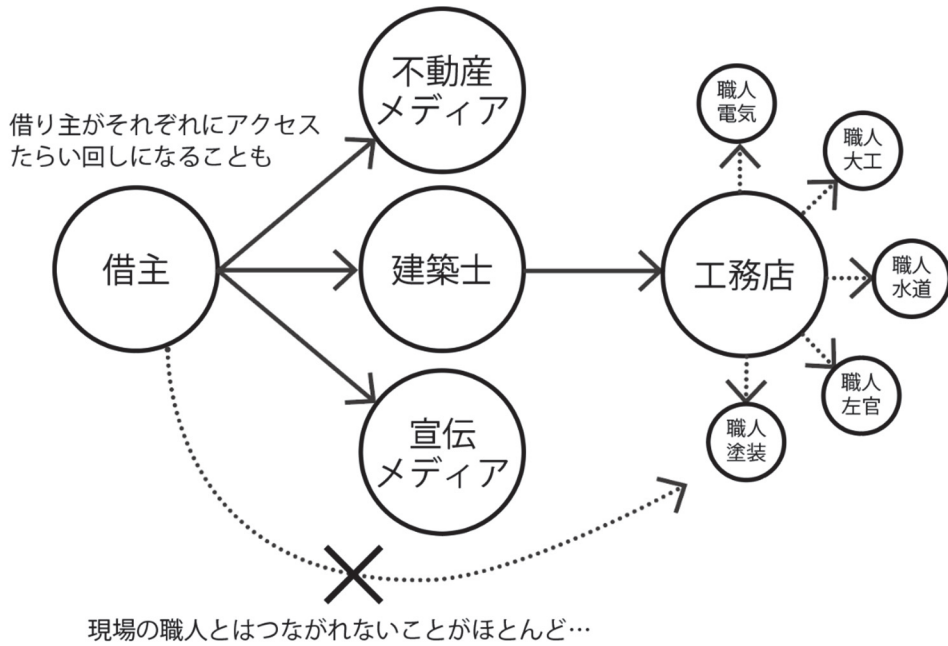 借り主がそれぞれにアクセス
たらい回しになることも
借主
不動産
メディア
建築士
宣伝
メディア
工務店
職人
電気
職人
大工
職人
水道
職人
左官
職人
塗装
現場の職人とはつながれないことがほとんど…